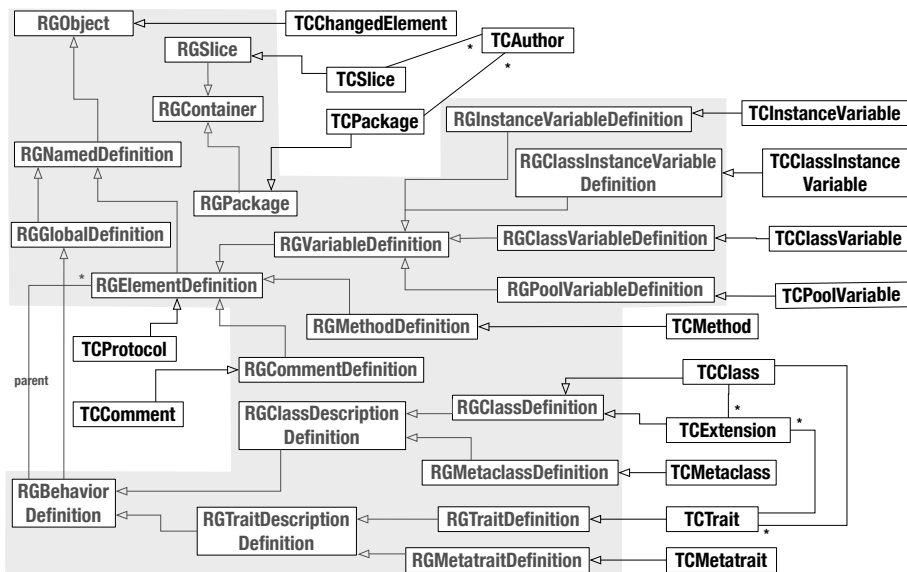 RGObject
TCChangedElement
RGSlice
TCAuthor
*
*
TCSlice
RGContainer
TCPackage
RGInstanceVariableDefinition
TCInstanceVariable
RGNamedDefinition
RGClassInstanceVariable
Definition
TCClassInstance
Variable
RGPackage
RGGlobalDefinition
RGVariableDefinition
RGClassVariableDefinition
TCClassVariable
*
RGElementDefinition
RGPoolVariableDefinition
TCPoolVariable
RGMethodDefinition
TCMethod
TCProtocol
RGCommentDefinition
TCClass
parent
TCComment
RGClassDescription
Definition
RGClassDefinition
*
TCExtension
*
RGMetaclassDefinition
TCMetaclass
RGBehavior
Definition
RGTraitDescription
Definition
RGTraitDefinition
TCTrait
*
RGMetatraitDefinition
TCMetatrait